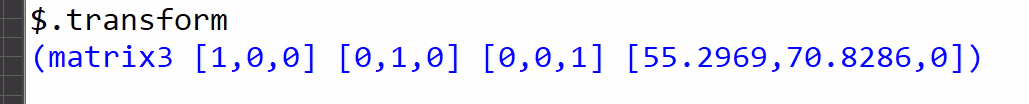 $.transform
(matrix3 [1,0,0] [0,1,0] [0,0,1] [55.2969,70.8286,0])